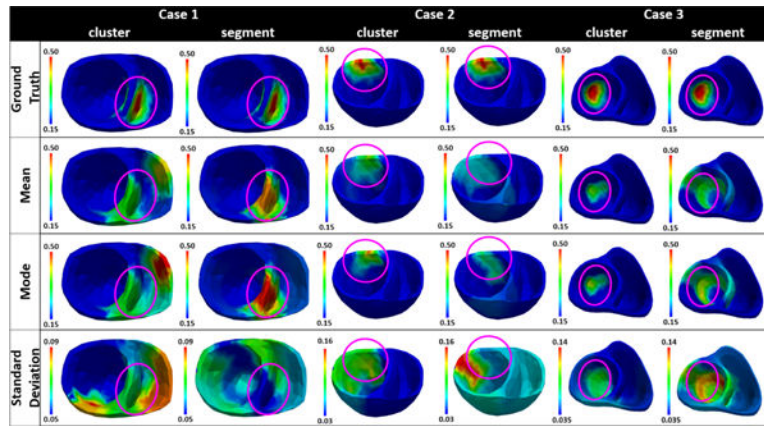 Case 1 Case 2 Case 3
cluster segment cluster segment cluster segment
Ground Truth
0.50 0.50 0.50 0.50 0.50 0.50
0.15 0.15 0.15 0.15 0.15 0.15
Mean
0.50 0.50 0.50 0.50 0.50 0.50
0.15 0.15 0.15 0.15 0.15 0.15
Mode
0.50 0.50 0.50 0.50 0.50 0.50
0.15 0.15 0.15 0.15 0.15 0.15
Standard Deviation
0.09 0.09 0.16 0.16 0.14 0.14
0.05 0.05 0.03 0.03 0.035 0.035